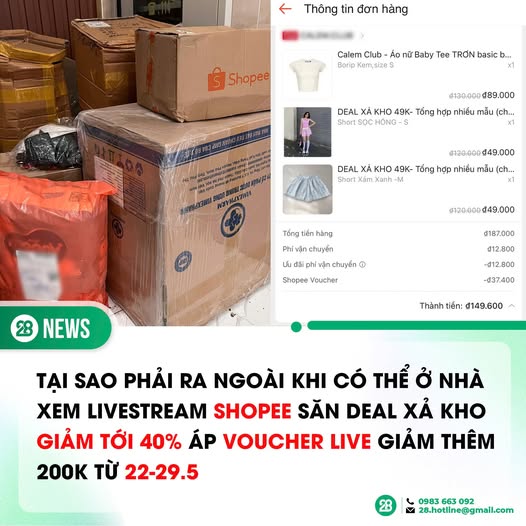 Shopee
Thông tin đơn hàng
Calem Club - Áo nữ Baby Tee TRƠN basic b...
Borip Kem,size S
x1
₫130.000 ₫89.000
DEAL XẢ KHO 49K- Tổng hợp nhiều mẫu (ch...
Short SỌC HỒNG - S
x1
₫120.600 ₫49.000
DEAL XẢ KHO 49K- Tổng hợp nhiều mẫu (ch...
Short Xám Xanh -M
x1
₫120.600 ₫49.000
Tổng tiền hàng ₫187.000
Phí vận chuyển ₫12.800
Ưu đãi phí vận chuyển -₫12.800
Shopee Voucher -₫37.400
Thành tiền: ₫149.600
28 NEWS
TẠI SAO PHẢI RA NGOÀI KHI CÓ THỂ Ở NHÀ
XEM LIVESTREAM SHOPEE SĂN DEAL XẢ KHO
GIẢM TỚI 40% ÁP VOUCHER LIVE GIẢM THÊM
200K TỪ 22-29.5
28
0983 663 092
28.hotline@gmail.com